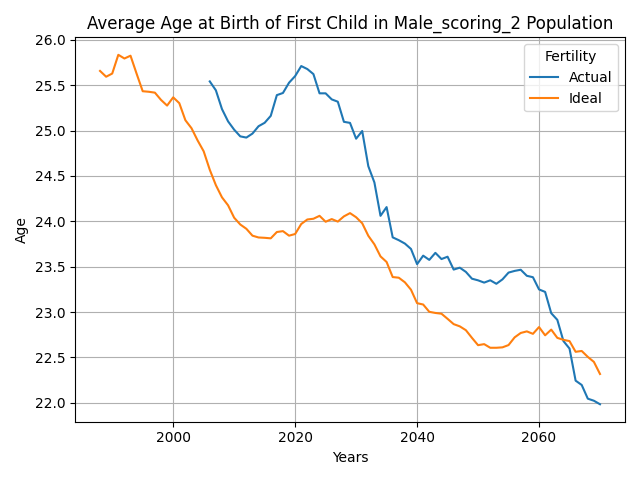 Average Age at Birth of First Child in Male_scoring_2 Population
Fertility
Actual
Ideal
Age
26.0
25.5
25.0
24.5
24.0
23.5
23.0
22.5
22.0
2000
2020
2040
2060
Years